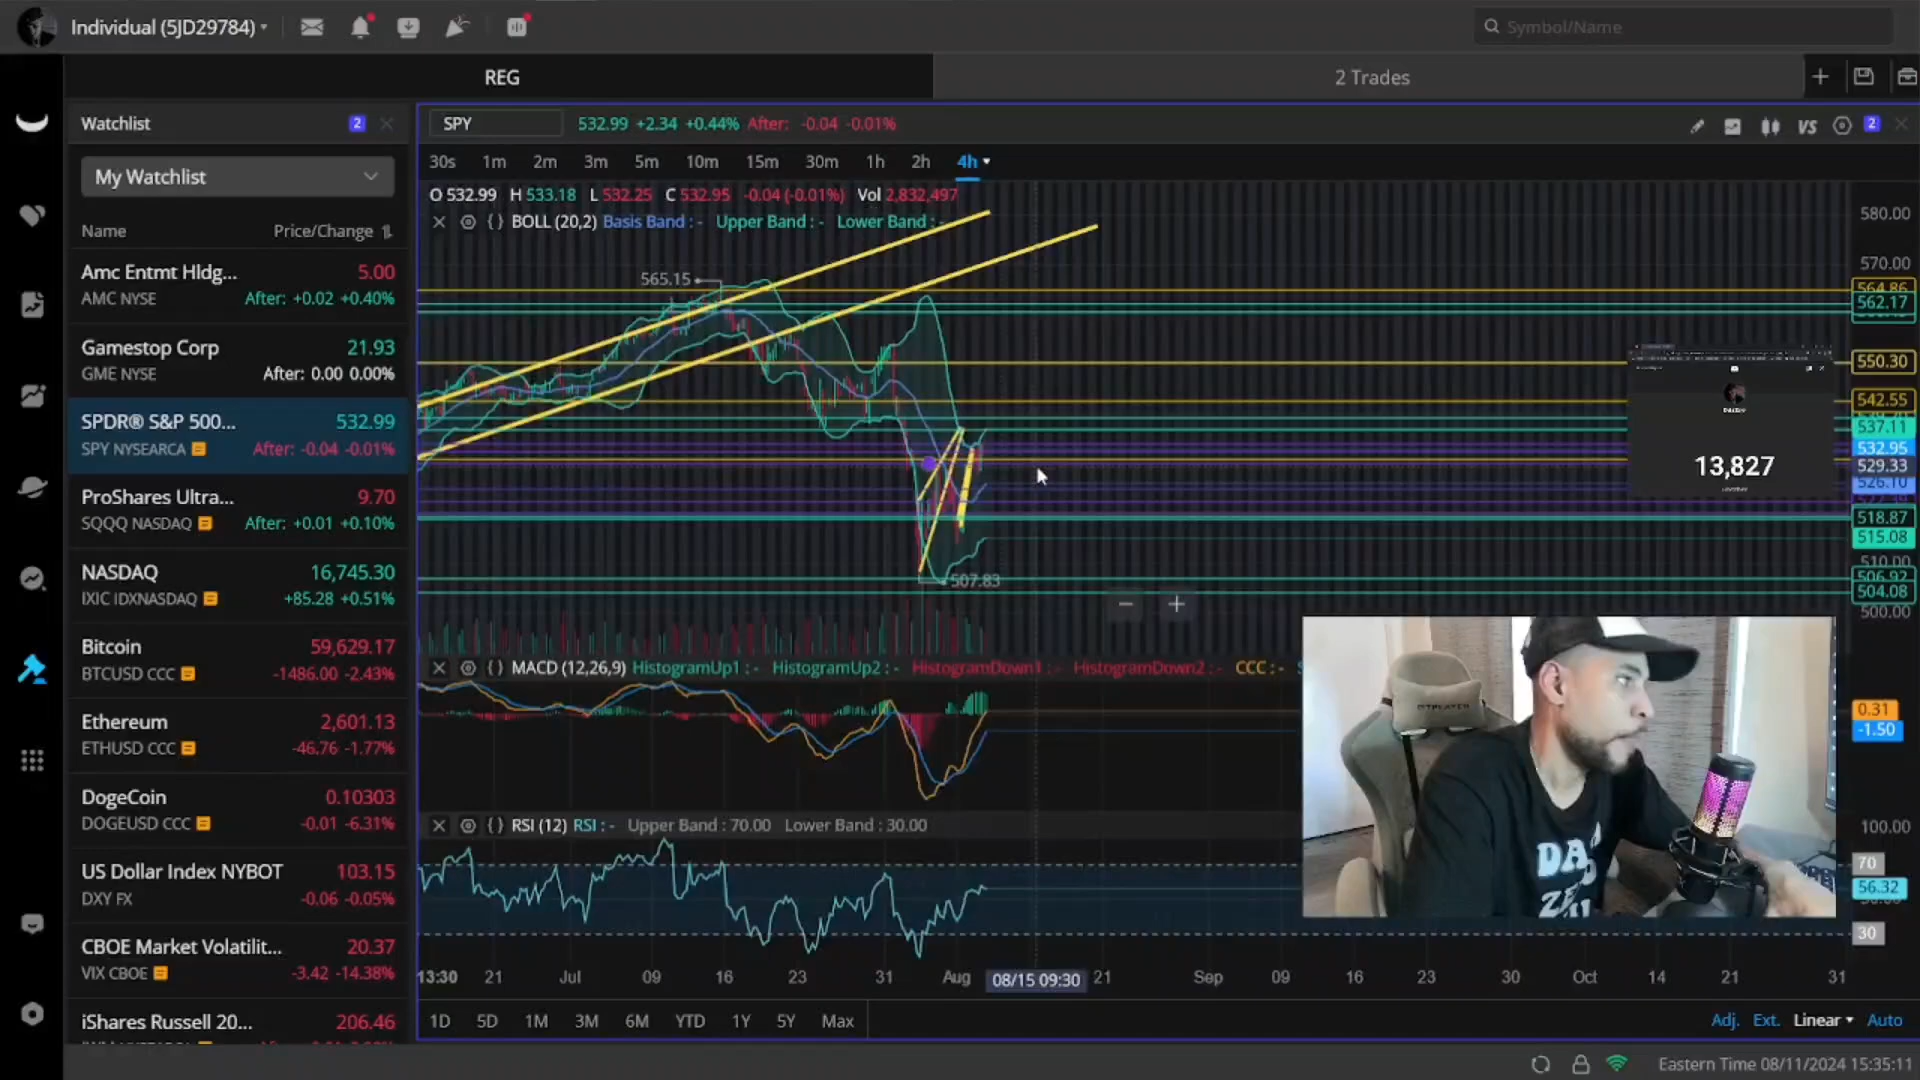 Individual (5JD29784)
Symbol/Name
REG
2 Trades
Watchlist
2
My Watchlist
Name
Price/Change
Amc Entmt Hldg...
5.00
AMC NYSE
After: +0.02 +0.40%
Gamestop Corp
21.93
GME NYSE
After: 0.00 0.00%
SPDR® S&P 500...
532.99
SPY NYSEARCA
After: -0.04 -0.01%
ProShares Ultra...
9.70
SQQQ NASDAQ
After: +0.01 +0.10%
NASDAQ
16,745.30
IXIC IDXNASDAQ
+85.28 +0.51%
Bitcoin
59,629.17
BTCUSD CCC
-1486.00 -2.43%
Ethereum
2,601.13
ETHUSD CCC
-46.76 -1.77%
DogeCoin
0.10303
DOGEUSD CCC
-0.01 -6.31%
US Dollar Index NYBOT
103.15
DXY FX
-0.06 -0.05%
CBOE Market Volatilit...
20.37
VIX CBOE
-3.42 -14.38%
iShares Russell 20...
206.46
SPY
532.99 +2.34 +0.44% After: -0.04 -0.01%
VS
2
30s 1m 2m 3m 5m 10m 15m 30m 1h 2h 4h
O 532.99 H 533.18 L 532.25 C 532.95 -0.04 (-0.01%) Vol 2,832,497
BOLL (20,2) Basis Band : - Upper Band : - Lower Band : -
565.15
507.83
580.00
570.00
564.86
562.17
550.30
542.55
537.11
532.95
529.33
526.10
518.87
515.08
510.00
506.92
504.08
500.00
13,827
MACD (12,26,9) HistogramUp1 : - HistogramUp2 : - HistogramDown1 : - HistogramDown2 : - CCC : -
0.31
-1.50
RSI (12) RSI : - Upper Band : 70.00 Lower Band : 30.00
100.00
70
56.32
30
13:30 21 Jul 09 16 23 31 Aug 08/15 09:30 21 Sep 09 16 23 30 Oct 14 21 31
1D 5D 1M 3M 6M YTD 1Y 5Y Max
Adj. Ext. Linear Auto
Eastern Time 08/11/2024 15:35:11